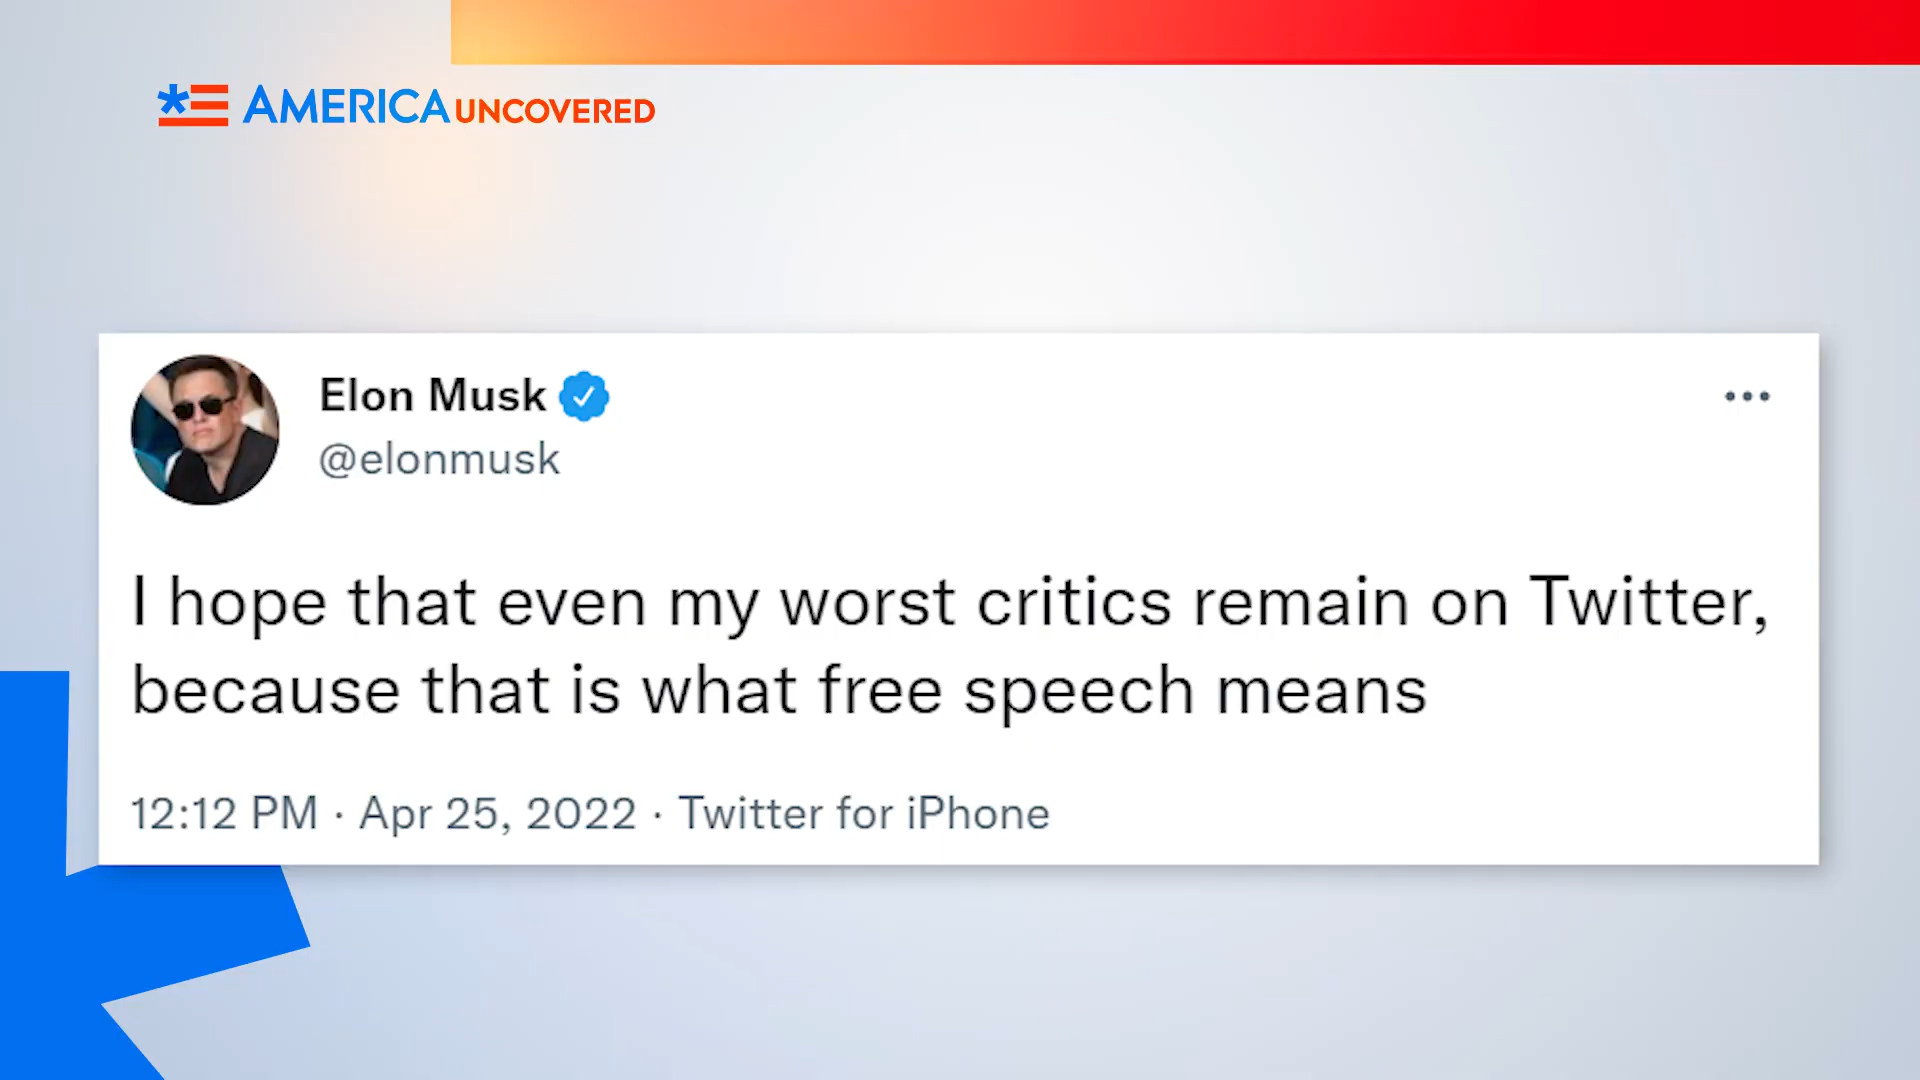 AMERICA UNCOVERED
Elon Musk
@elonmusk
I hope that even my worst critics remain on Twitter,
because that is what free speech means
12:12 PM · Apr 25, 2022 · Twitter for iPhone